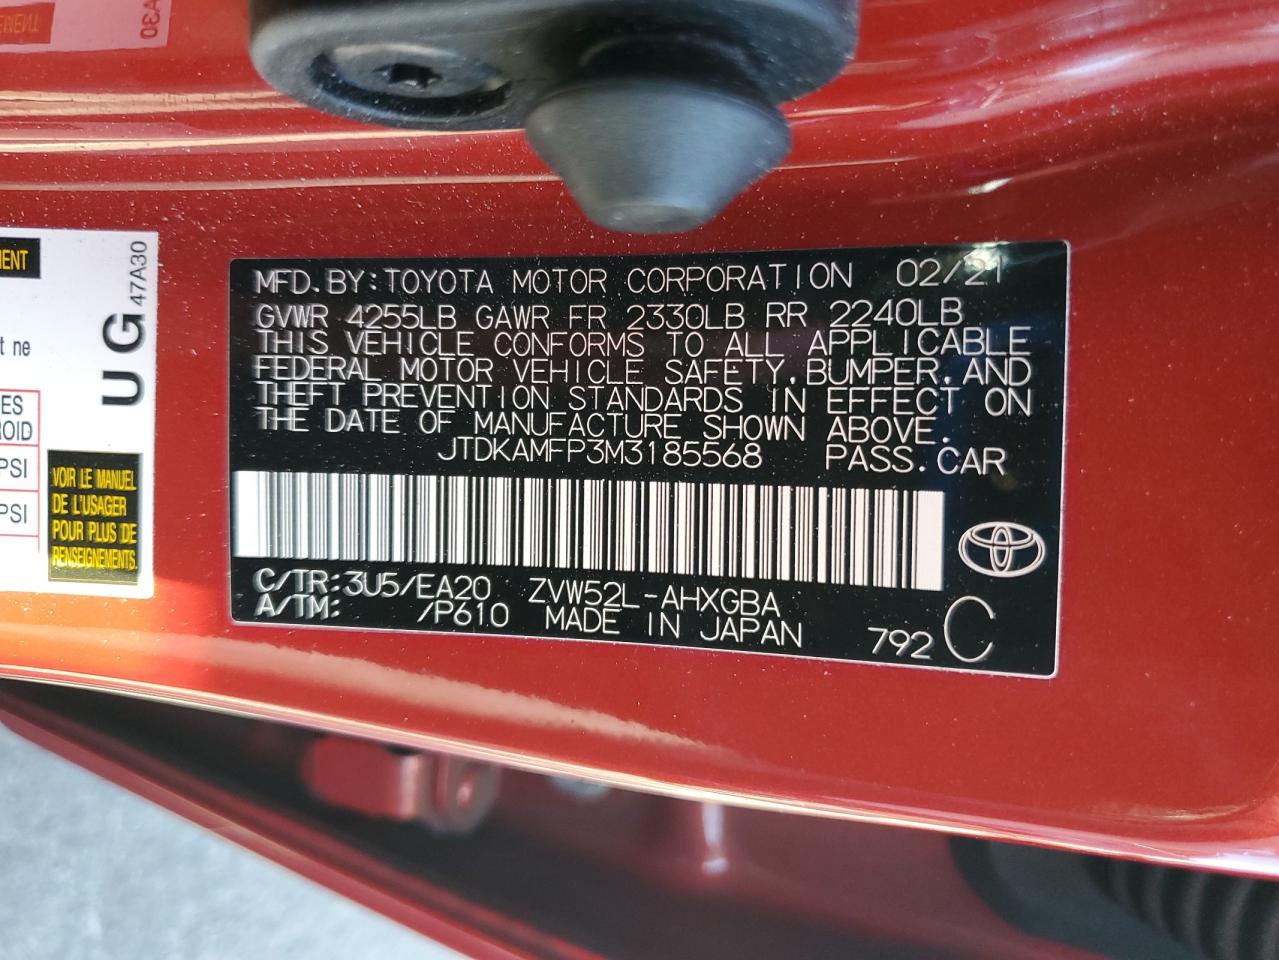 MFD.BY:TOYOTA MOTOR CORPORATION 02/21
GVWR 4255LB GAWR FR 2330LB RR 2240LB
THIS VEHICLE CONFORMS TO ALL APPLICABLE
FEDERAL MOTOR VEHICLE SAFETY,BUMPER,AND
THEFT PREVENTION STANDARDS IN EFFECT ON
THE DATE OF MANUFACTURE SHOWN ABOVE.
JTDKAMFP3M3185568 PASS.CAR
C/TR:3U5/EA20 ZVW52L-AHXGBA
A/TM: /P610 MADE IN JAPAN 792 C
47A30
UG
ne
PSI
PSI
VOIR LE MANUEL
DE L'USAGER
POUR PLUS DE
RENSEIGNEMENTS.